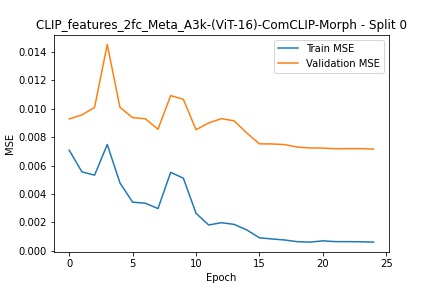 CLIP_features_2fc_Meta_A3k-(ViT-16)-ComCLIP-Morph - Split 0
Train MSE
Validation MSE
MSE
0.014
0.012
0.010
0.008
0.006
0.004
0.002
0.000
0 5 10 15 20 25
Epoch